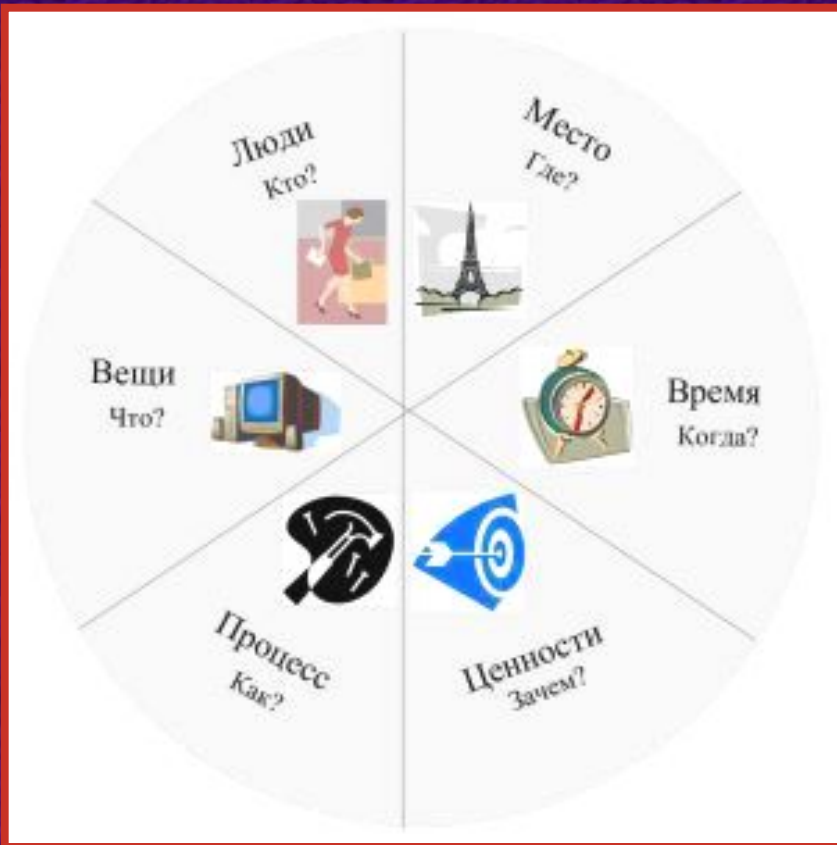 Люди
Кто?
Место
Где?
Вещи
Что?
Время
Когда?
Процесс
Как?
Ценности
Зачем?